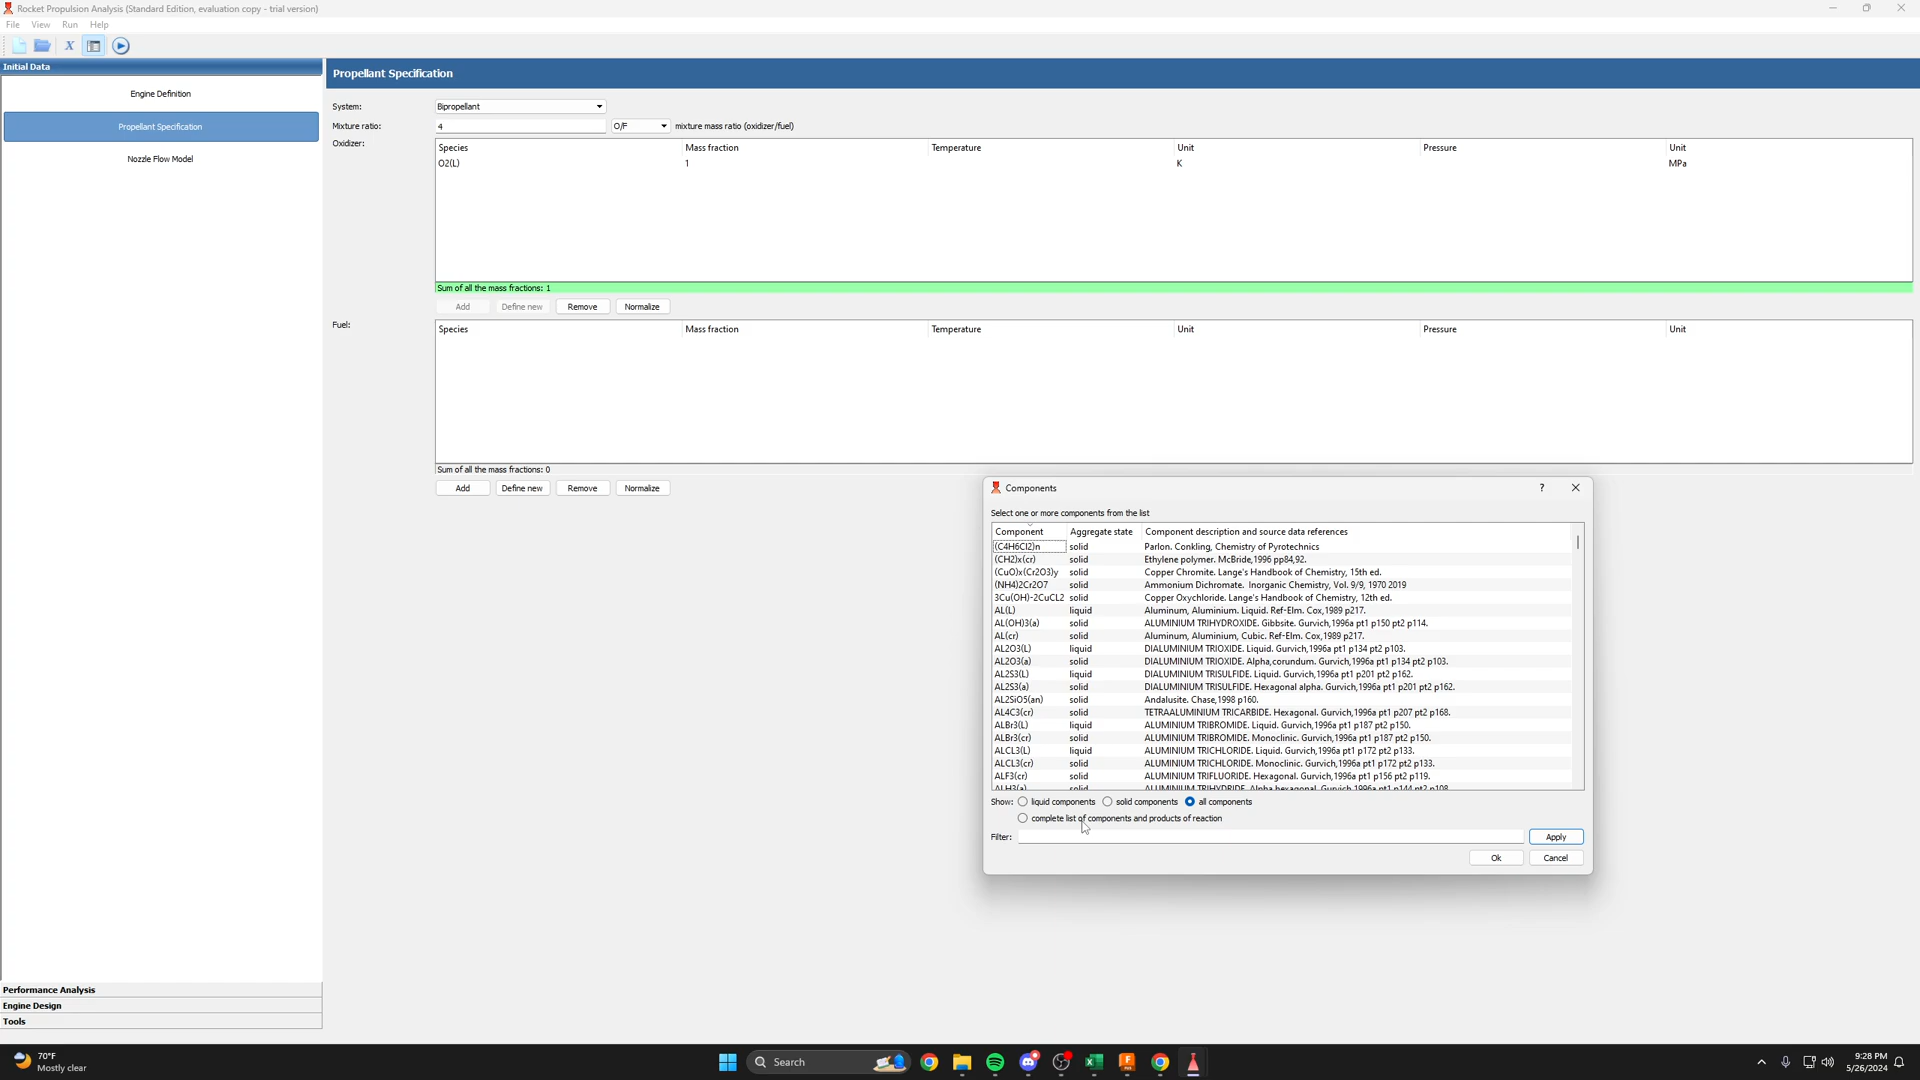 Rocket Propulsion Analysis (Standard Edition, evaluation copy - trial version)
File View Run Help
X
Initial Data
Engine Definition
Propellant Specification
Nozzle Flow Model
Performance Analysis
Engine Design
Tools
Propellant Specification
System: Bipropellant
Mixture ratio: 4 O/F mixture mass ratio (oxidizer/fuel)
Oxidizer:
Species Mass fraction Temperature Unit Pressure Unit
O2(L) 1 K MPa
Sum of all the mass fractions: 1
Add Define new Remove Normalize
Fuel:
Species Mass fraction Temperature Unit Pressure Unit
Sum of all the mass fractions: 0
Add Define new Remove Normalize
Components ?
Select one or more components from the list
Component Aggregate state Component description and source data references
(C4H6Cl2)n solid Parlon. Conkling, Chemistry of Pyrotechnics
(CH2)x(cr) solid Ethylene polymer. McBride,1996 pp84,92.
(CuO)x(Cr2O3)y solid Copper Chromite. Lange's Handbook of Chemistry, 15th ed.
(NH4)2Cr2O7 solid Ammonium Dichromate. Inorganic Chemistry, Vol. 9/9, 1970 2019
3Cu(OH)-2CuCL2 solid Copper Oxychloride. Lange's Handbook of Chemistry, 12th ed.
AL(L) liquid Aluminum, Aluminium. Liquid. Ref-Elm. Cox,1989 p217.
AL(OH)3(a) solid ALUMINIUM TRIHYDROXIDE. Gibbsite. Gurvich,1996a pt1 p150 pt2 p114.
AL(cr) solid Aluminum, Aluminium, Cubic. Ref-Elm. Cox,1989 p217.
AL2O3(L) liquid DIALUMINIUM TRIOXIDE. Liquid. Gurvich,1996a pt1 p134 pt2 p103.
AL2O3(a) solid DIALUMINIUM TRIOXIDE. Alpha,corundum. Gurvich,1996a pt1 p134 pt2 p103.
AL2S3(L) liquid DIALUMINIUM TRISULFIDE. Liquid. Gurvich,1996a pt1 p201 pt2 p162.
AL2S3(a) solid DIALUMINIUM TRISULFIDE. Hexagonal alpha. Gurvich,1996a pt1 p201 pt2 p162.
AL2SiO5(an) solid Andalusite. Chase,1998 p160.
AL4C3(cr) solid TETRAALUMINIUM TRICARBIDE. Hexagonal. Gurvich,1996a pt1 p207 pt2 p168.
ALBr3(L) liquid ALUMINIUM TRIBROMIDE. Liquid. Gurvich,1996a pt1 p187 pt2 p150.
ALBr3(cr) solid ALUMINIUM TRIBROMIDE. Monoclinic. Gurvich,1996a pt1 p187 pt2 p150.
ALCL3(L) liquid ALUMINIUM TRICHLORIDE. Liquid. Gurvich,1996a pt1 p172 pt2 p133.
ALCL3(cr) solid ALUMINIUM TRICHLORIDE. Monoclinic. Gurvich,1996a pt1 p172 pt2 p133.
ALF3(cr) solid ALUMINIUM TRIFLUORIDE. Hexagonal. Gurvich,1996a pt1 p156 pt2 p119.
ALH3(a) solid ALUMINIUM TRIHYDRIDE. Alpha,hexagonal. Gurvich,1996a pt1 p144 pt2 p108.
Show: liquid components solid components all components
complete list of components and products of reaction
Filter: Apply
Ok Cancel
70°F
Mostly clear
Search
9:28 PM
5/26/2024